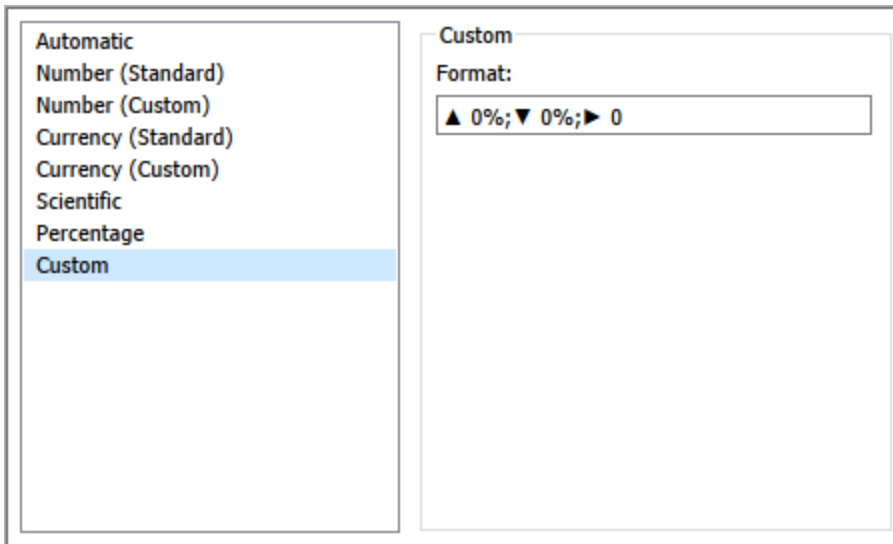 Automatic
Number (Standard)
Number (Custom)
Currency (Standard)
Currency (Custom)
Scientific
Percentage
Custom
Custom
Format:
▲ 0%;▼ 0%;► 0